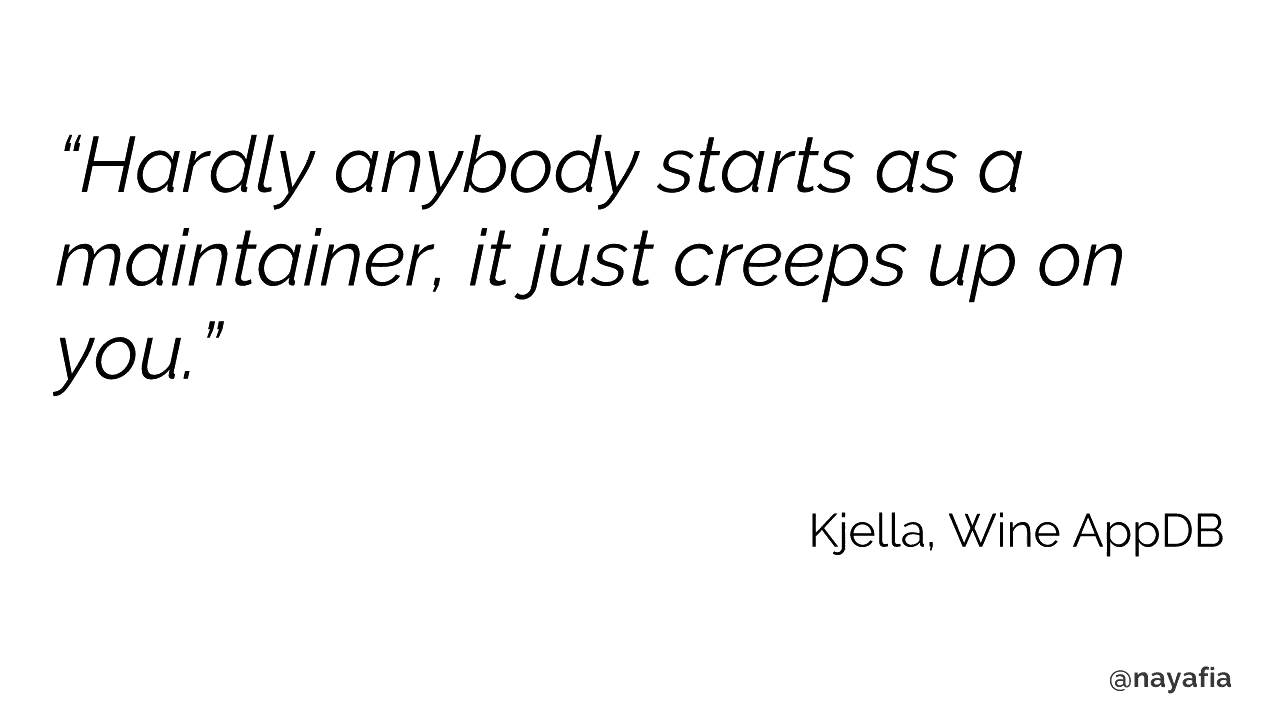 “Hardly anybody starts as a
maintainer, it just creeps up on
you.”
Kjella, Wine AppDB
@nayafia